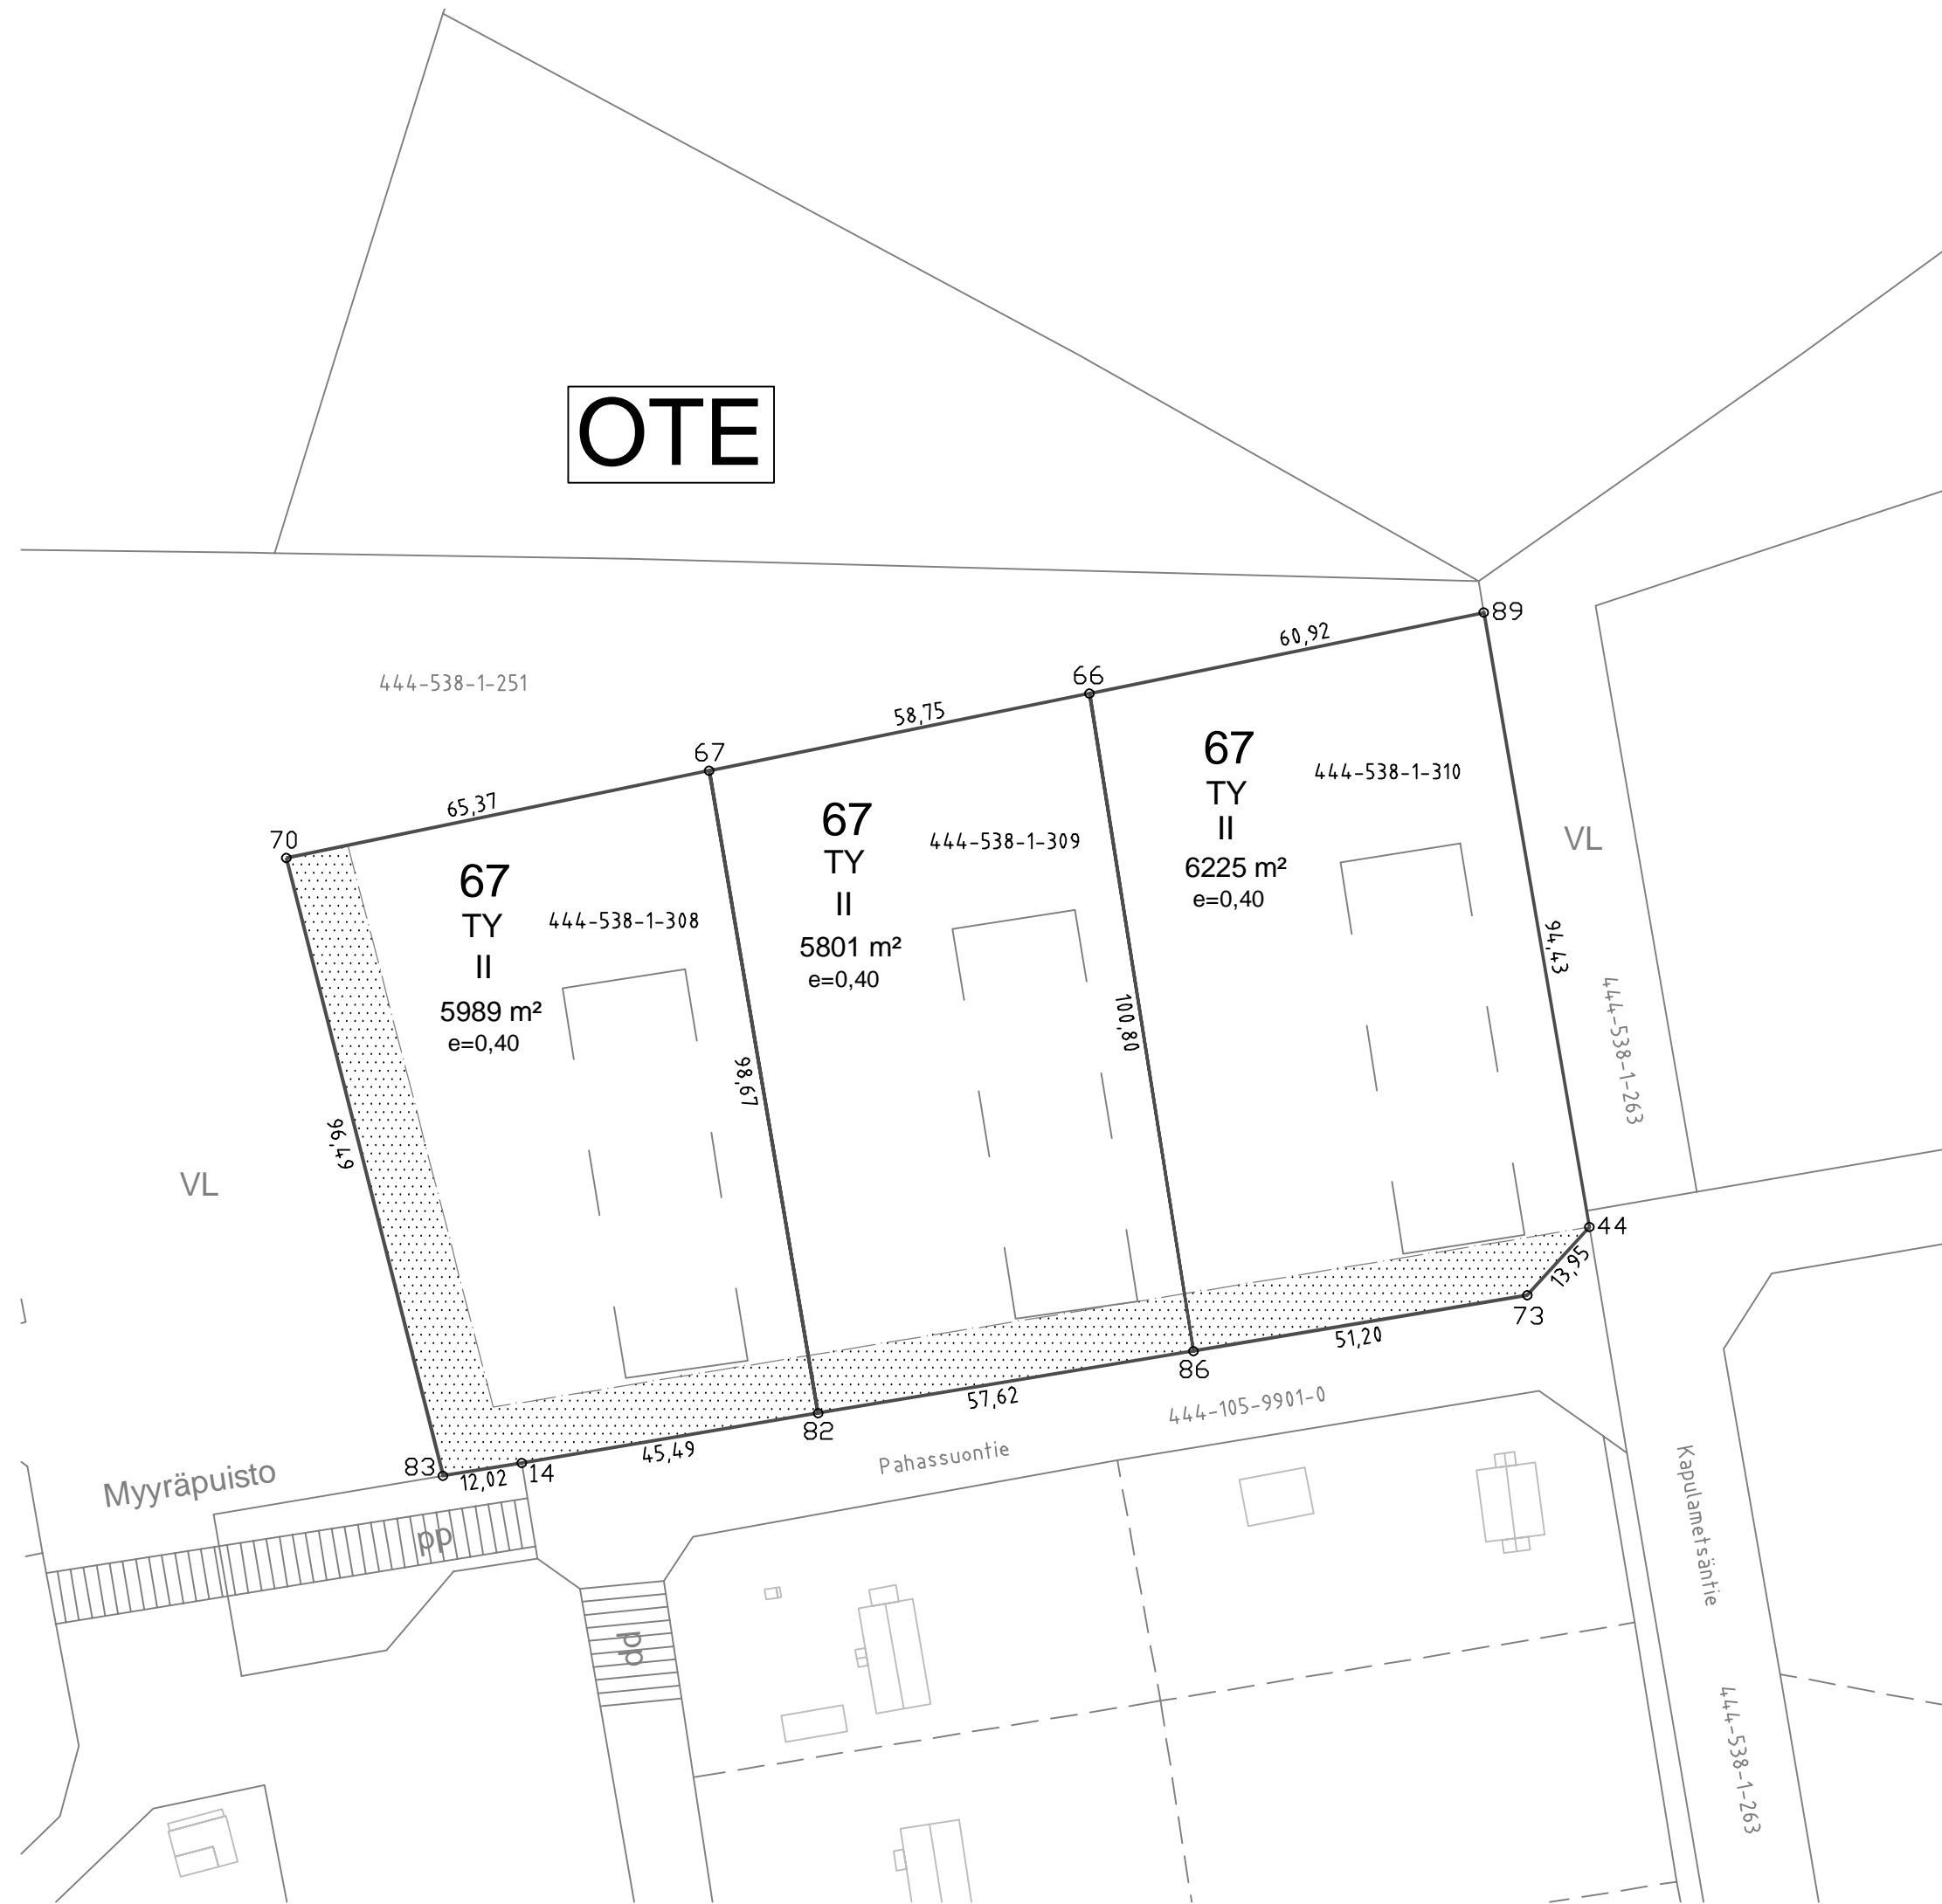 OTE
89
60,92
66
444-538-1-251
58,75
67
65,37
70
67
TY
II
6225 m²
e=0,40
444-538-1-310
VL
67
TY
II
5801 m²
e=0,40
444-538-1-309
67
TY
II
5989 m²
e=0,40
444-538-1-308
94,43
444-538-1-263
100,80
98,67
96,49
VL
44
13,95
73
51,20
86
57,62
82
45,49
14
12,02
83
444-105-9901-0
Pahassuontie
Myyräpuisto
pp
pp
Kapulametsäntie
444-538-1-263